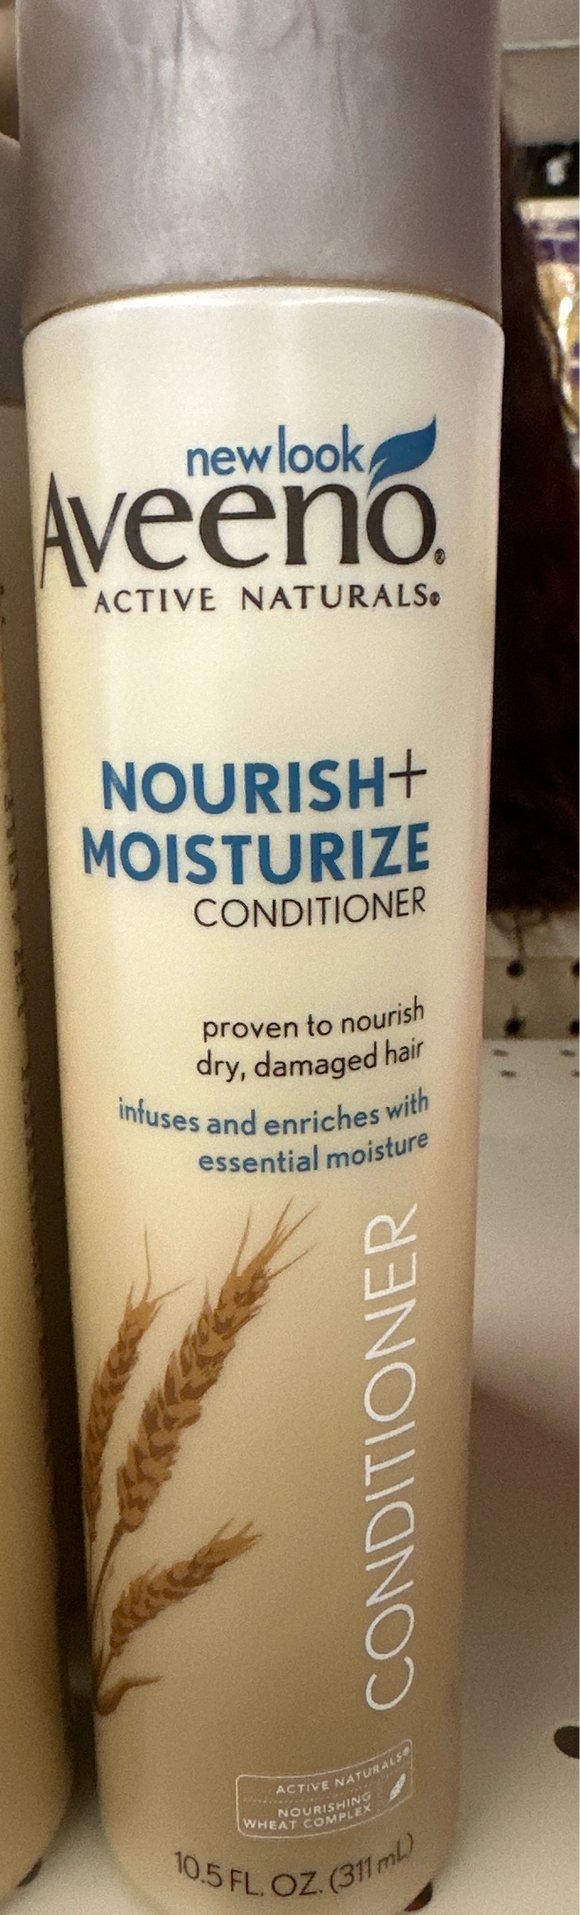 new look
Aveeno®
ACTIVE NATURALS®
NOURISH+
MOISTURIZE
CONDITIONER
proven to nourish
dry, damaged hair
infuses and enriches with
essential moisture
CONDITIONER
ACTIVE NATURALS®
NOURISHING
WHEAT COMPLEX
10.5 FL. OZ. (311 mL)